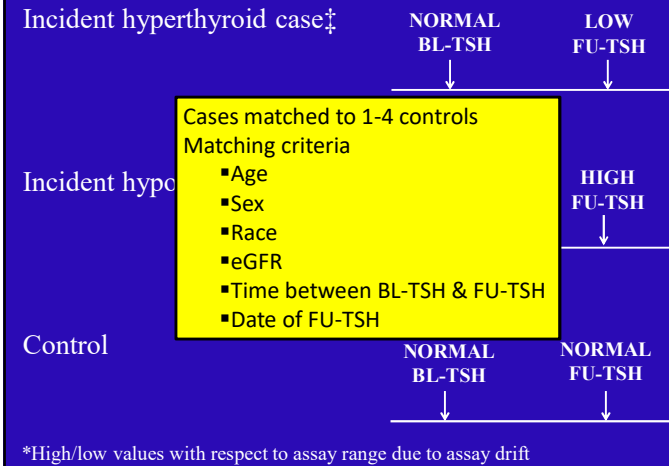 Incident hyperthyroid case‡
NORMAL BL-TSH
LOW FU-TSH
Cases matched to 1-4 controls
Matching criteria
▪Age
▪Sex
▪Race
▪eGFR
▪Time between BL-TSH & FU-TSH
▪Date of FU-TSH
Incident hypo
HIGH FU-TSH
Control
NORMAL BL-TSH
NORMAL FU-TSH
*High/low values with respect to assay range due to assay drift